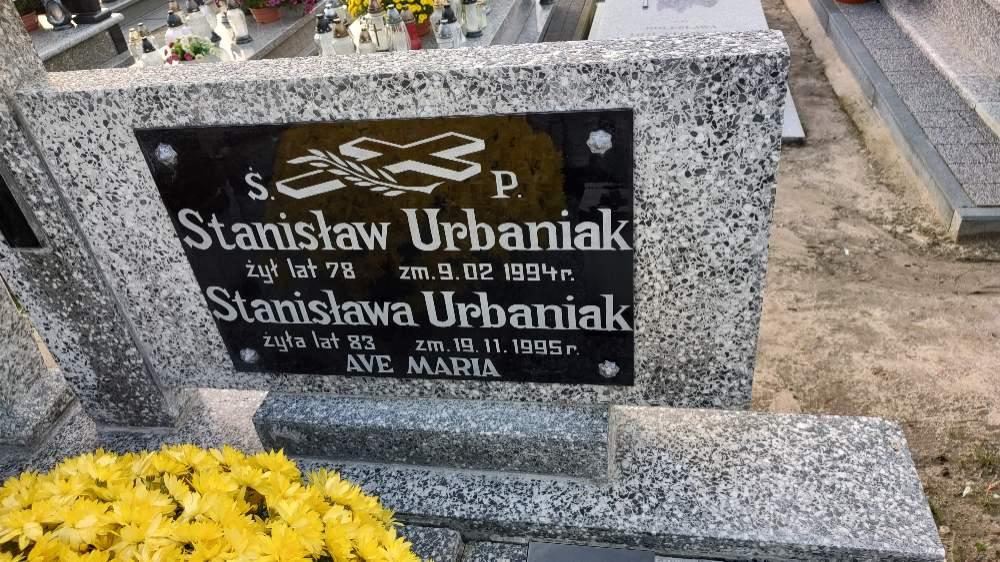 Ś. P.
Stanisław Urbaniak
żył lat 78 zm. 9.02 1994 r.
Stanisława Urbaniak
żyła lat 83 zm. 19.11.1995 r.
AVE MARIA